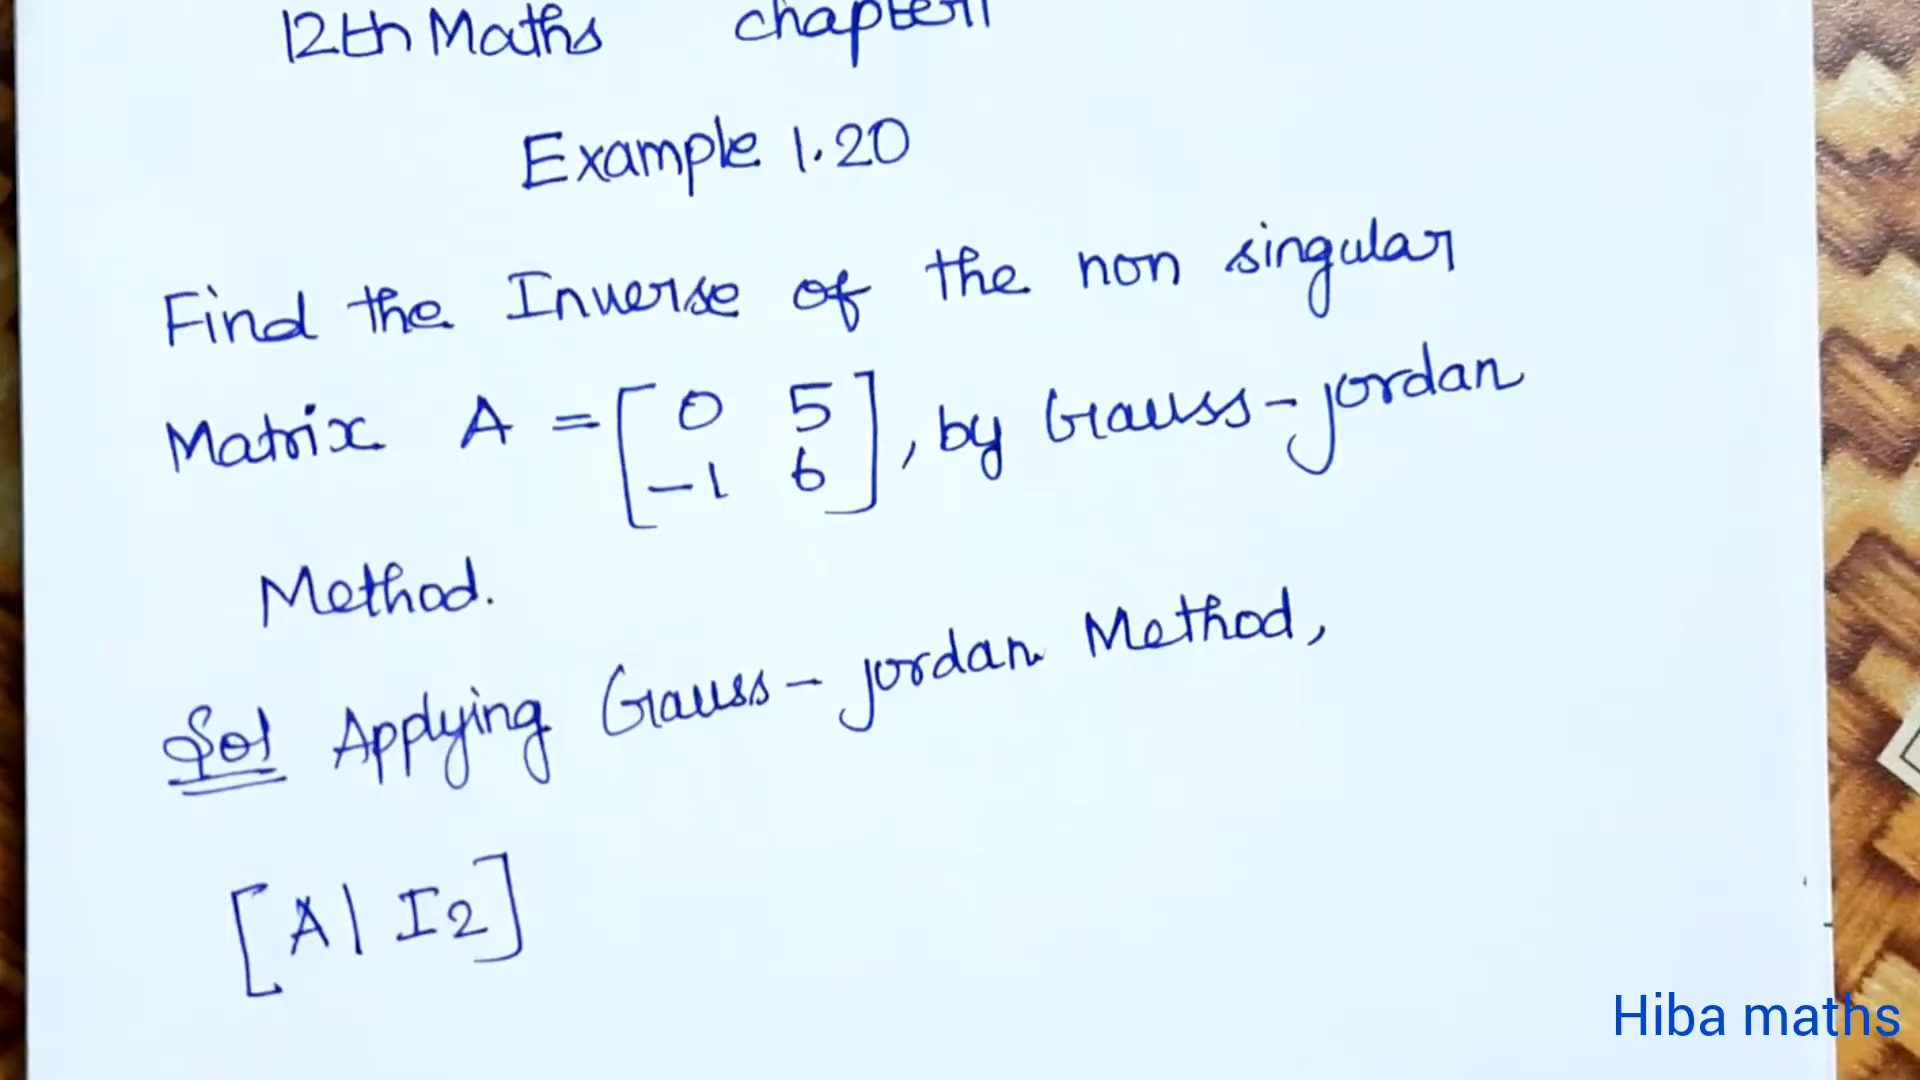 12th Maths chapter 1
Example 1.20
Find the Inverse of the non singular
Matrix A = [ 0 5
-1 6 ], by Gauss-jordan
Method.
Sol Applying Gauss-jordan Method,
[A| I2]
Hiba maths